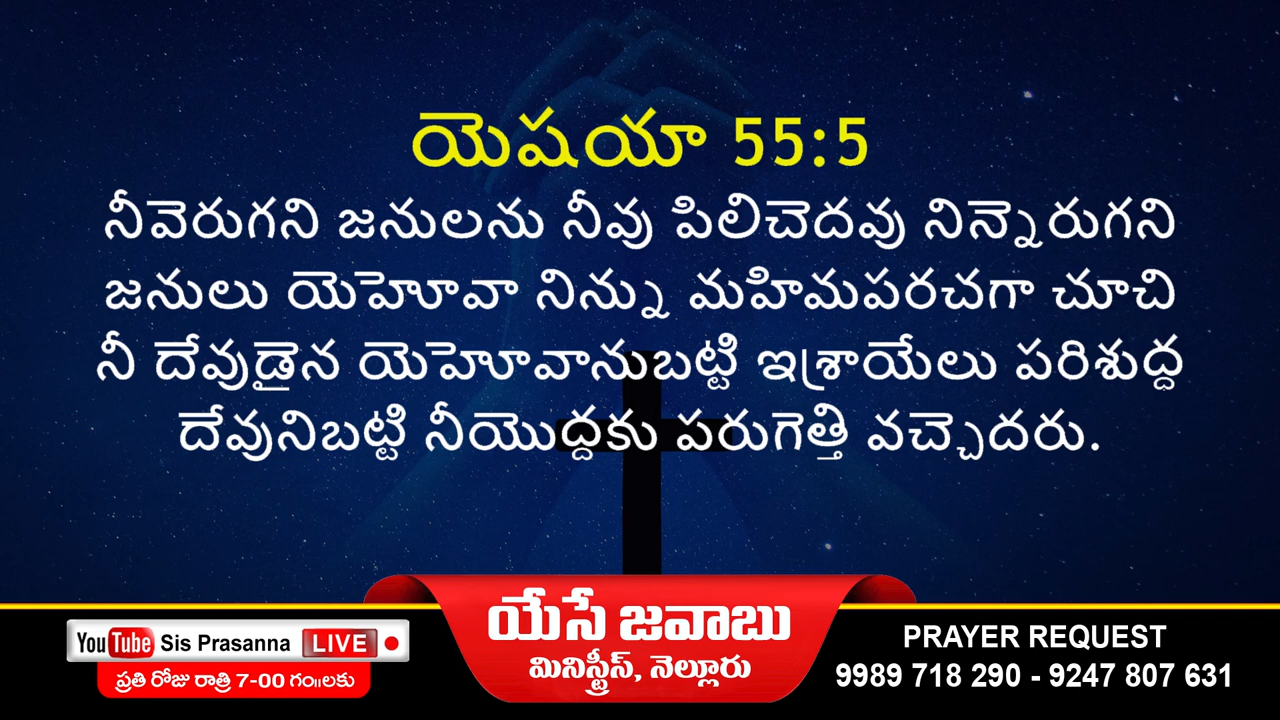 యెషయా 55:5
నీవెరుగని జనులను నీవు పిలిచెదవు నిన్నెరుగని
జనులు యెహెూవా నిన్ను మహిమపరచగా చూచి
నీ దేవుడైన యెహెూవానుబట్టి ఇశ్రాయేలు పరిశుద్ధ
దేవునిబట్టి నీయొద్దకు పరుగెత్తి వచ్చెదరు.
YouTube Sis Prasanna LIVE
ప్రతి రోజు రాత్రి 7-00 గం॥లకు
యేసే జవాబు
మినిస్ట్రీస్, నెల్లూరు
PRAYER REQUEST
9989 718 290 - 9247 807 631